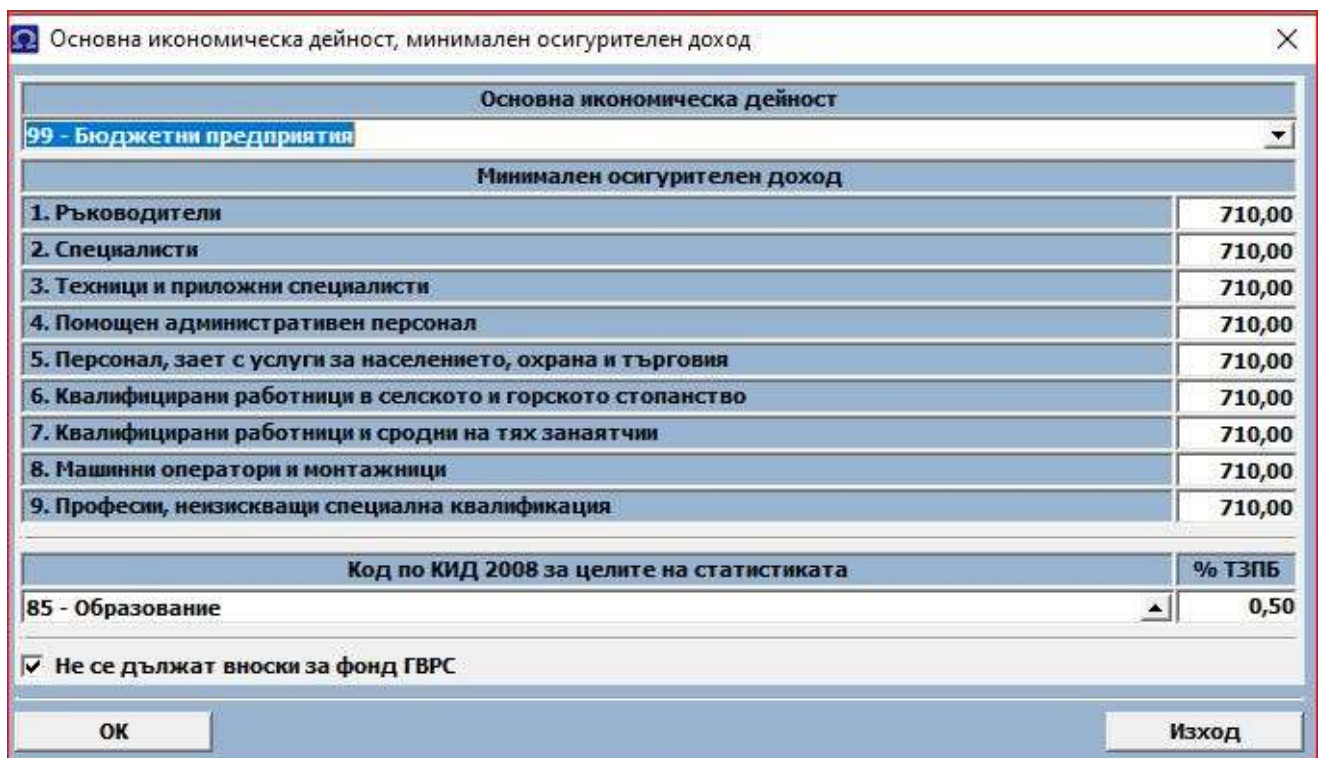 Основна икономическа дейност, минимален осигурителен доход
Основна икономическа дейност
99 - Бюджетни предприятия
Минимален осигурителен доход
1. Ръководители 710,00
2. Специалисти 710,00
3. Техници и приложни специалисти 710,00
4. Помощен административен персонал 710,00
5. Персонал, зает с услуги за населението, охрана и търговия 710,00
6. Квалифицирани работници в селското и горското стопанство 710,00
7. Квалифицирани работници и сродни на тях занаятчии 710,00
8. Машинни оператори и монтажници 710,00
9. Професии, неизискващи специална квалификация 710,00
Код по КИД 2008 за целите на статистиката % ТЗПБ
85 - Образование 0,50
Не се дължат вноски за фонд ГВРС
ОК Изход